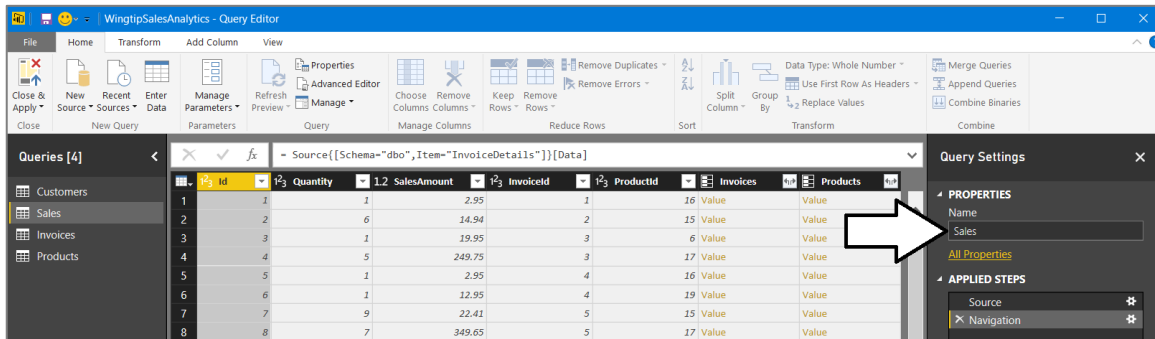 WingtipSalesAnalytics - Query Editor
File Home Transform Add Column View
Close & Apply
New Source
Recent Sources
Enter Data
Manage Parameters
Refresh Preview
Properties
Advanced Editor
Manage
Choose Columns
Remove Columns
Keep Rows
Remove Rows
Remove Duplicates
Remove Errors
Split Column
Group By
Data Type: Whole Number
Use First Row As Headers
Replace Values
Merge Queries
Append Queries
Combine Binaries
Close New Query Parameters Query Manage Columns Reduce Rows Sort Transform Combine
Queries [4]
Customers
Sales
Invoices
Products
fx = Source{[Schema="dbo",Item="InvoiceDetails"]}[Data]
1²3 Id 1²3 Quantity 1.2 SalesAmount 1²3 InvoiceId 1²3 ProductId Invoices Products
1 1 1 2.95 1 16 Value Value
2 2 6 14.94 2 15 Value Value
3 3 1 19.95 3 6 Value Value
4 4 5 249.75 3 17 Value Value
5 5 1 2.95 4 16 Value Value
6 6 1 12.95 4 19 Value Value
7 7 9 22.41 5 15 Value Value
8 8 7 349.65 5 17 Value Value
Query Settings
PROPERTIES
Name
Sales
All Properties
APPLIED STEPS
Source
Navigation